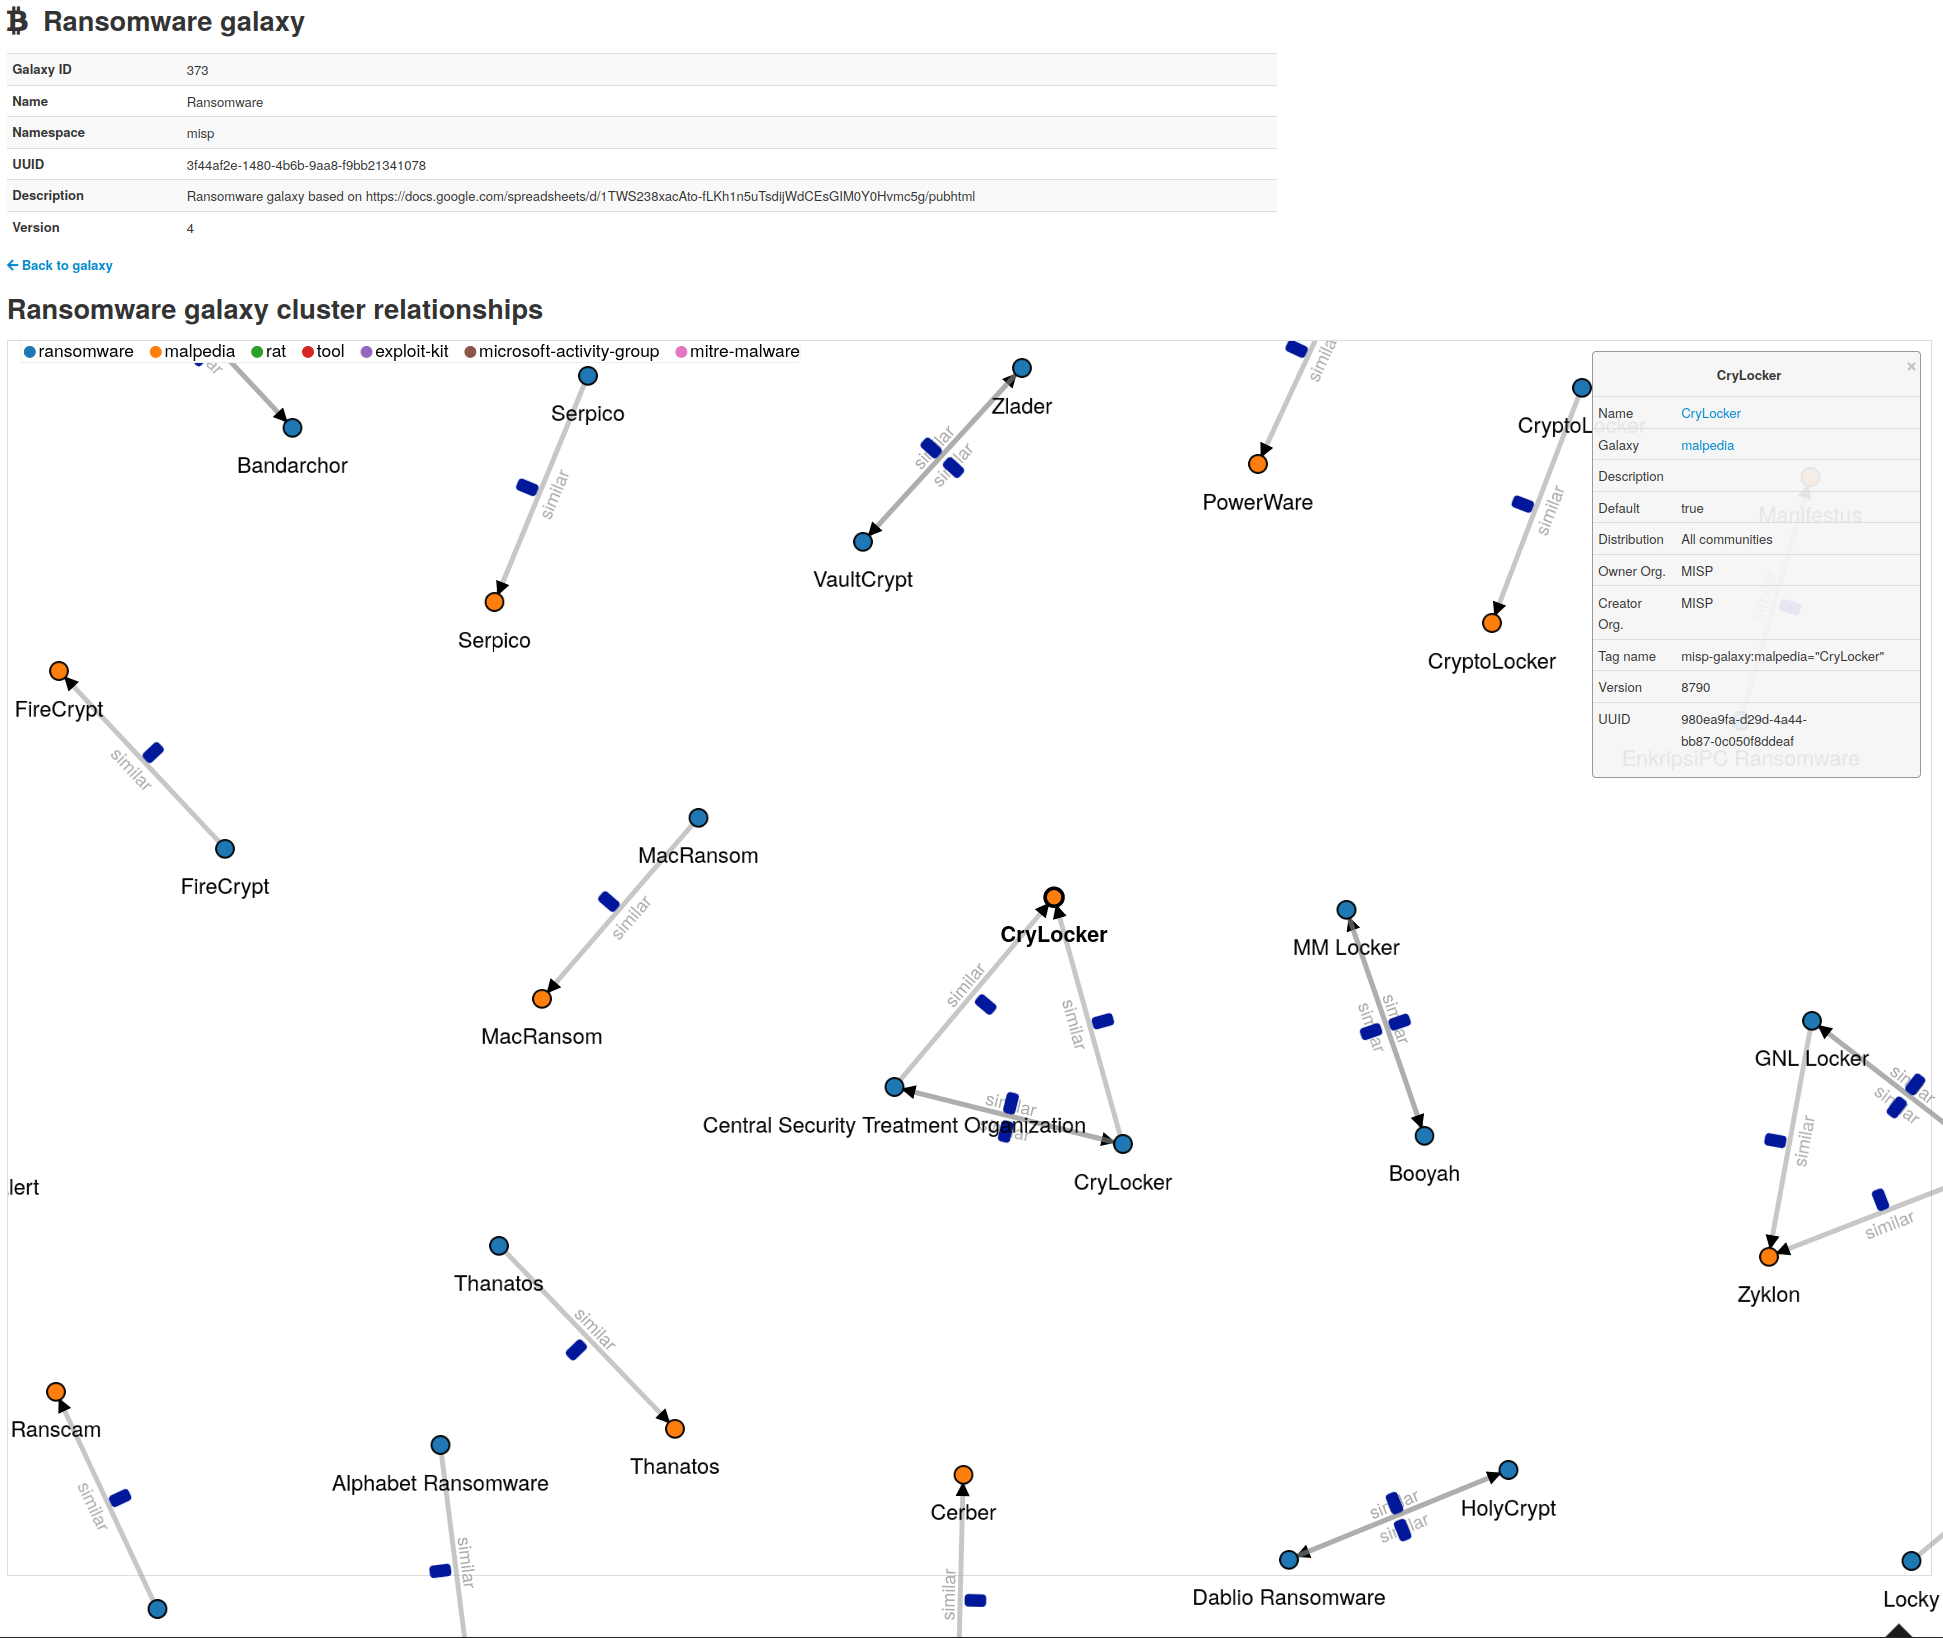 Ransomware galaxy
Galaxy ID 373
Name Ransomware
Namespace misp
UUID 3f44af2e-1480-4b6b-9aa8-f9bb21341078
Description Ransomware galaxy based on https://docs.google.com/spreadsheets/d/1TWS238xacAto-fLKh1n5uTsdijWdCEsGIM0Y0Hvmc5g/pubhtml
Version 4
Back to galaxy
Ransomware galaxy cluster relationships
ransomware malpedia rat tool exploit-kit microsoft-activity-group mitre-malware
Bandarchor
Serpico
similar
Serpico
Zlader
similar
similar
VaultCrypt
similar
PowerWare
CryptoLocker
similar
CryptoLocker
CryLocker
×
Name CryLocker
Galaxy malpedia
Description
Default true
Distribution All communities
Owner Org. MISP
Creator
Org. MISP
Tag name misp-galaxy:malpedia="CryLocker"
Version 8790
UUID 980ea9fa-d29d-4a44-
bb87-0c050f8ddeaf
Manifestus
similar
EnkripsiPC Ransomware
FireCrypt
similar
FireCrypt
MacRansom
similar
MacRansom
CryLocker
similar
similar
similar
similar
Central Security Treatment Organization
CryLocker
MM Locker
similar
similar
Booyah
GNL Locker
similar
similar
similar
similar
Zyklon
lert
Thanatos
similar
Thanatos
Ranscam
similar
Alphabet Ransomware
similar
Cerber
similar
HolyCrypt
similar
similar
Dablio Ransomware
Locky